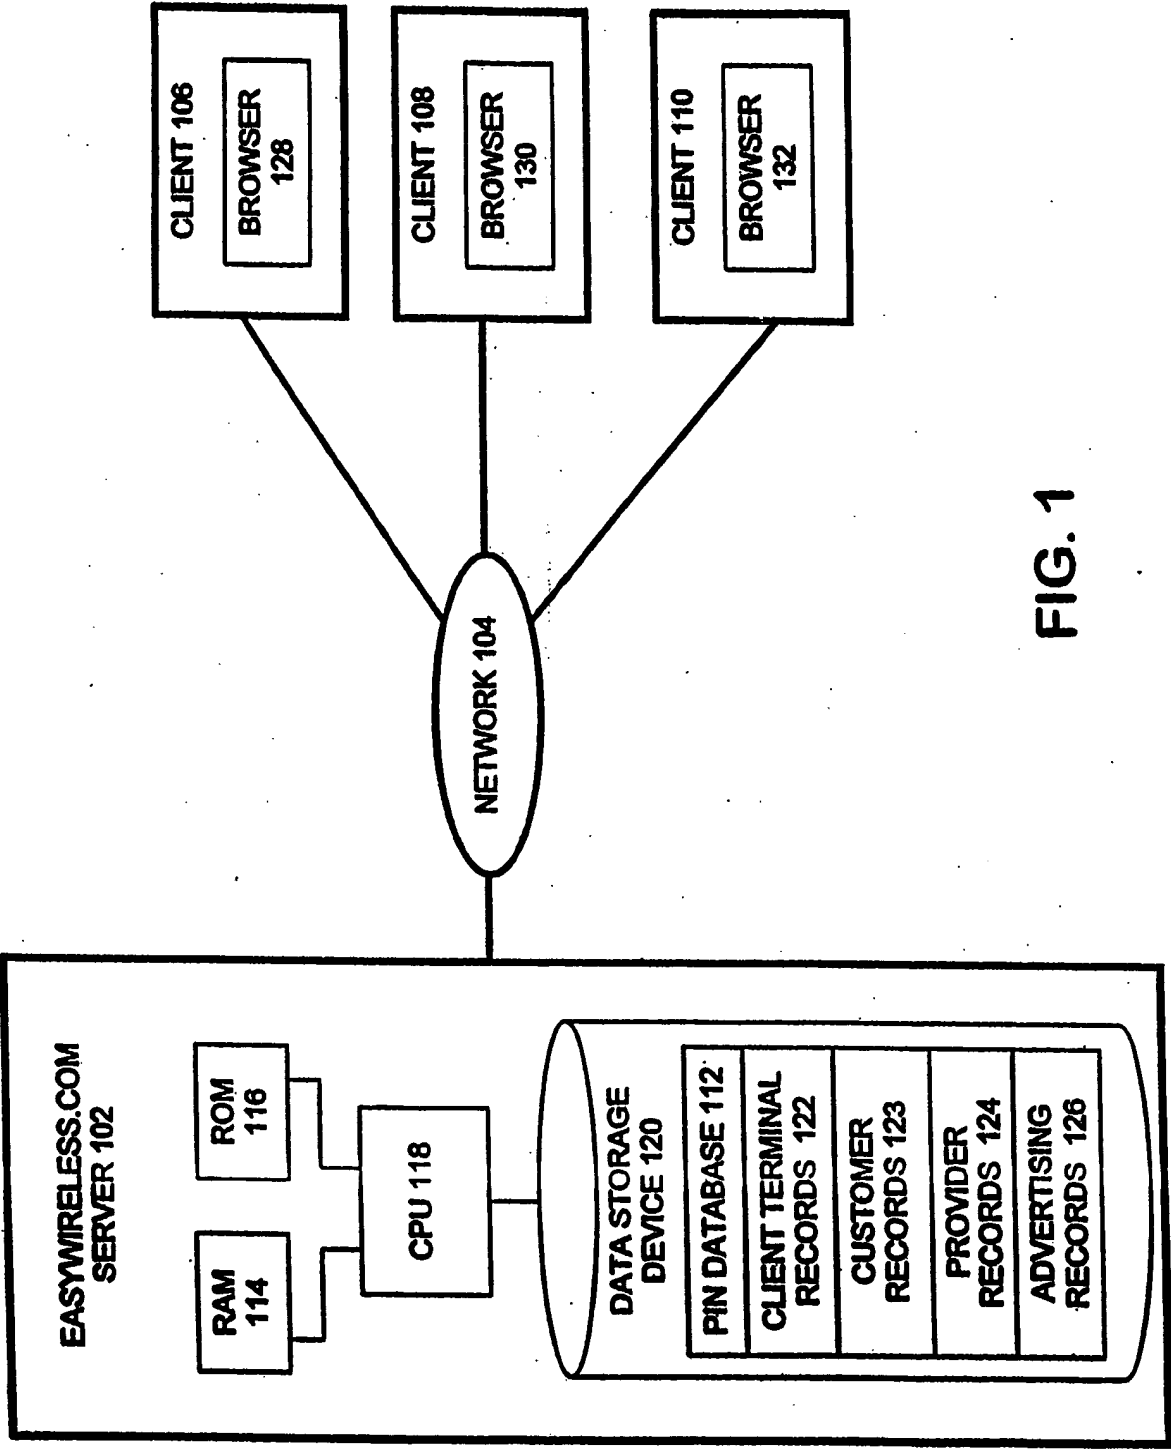 EASYWIRELESS.COM
SERVER 102
RAM
114
ROM
116
CPU 118
DATA STORAGE
DEVICE 120
PIN DATABASE 112
CLIENT TERMINAL
RECORDS 122
CUSTOMER
RECORDS 123
PROVIDER
RECORDS 124
ADVERTISING
RECORDS 126
NETWORK 104
CLIENT 106
BROWSER
128
CLIENT 108
BROWSER
130
CLIENT 110
BROWSER
132
FIG. 1